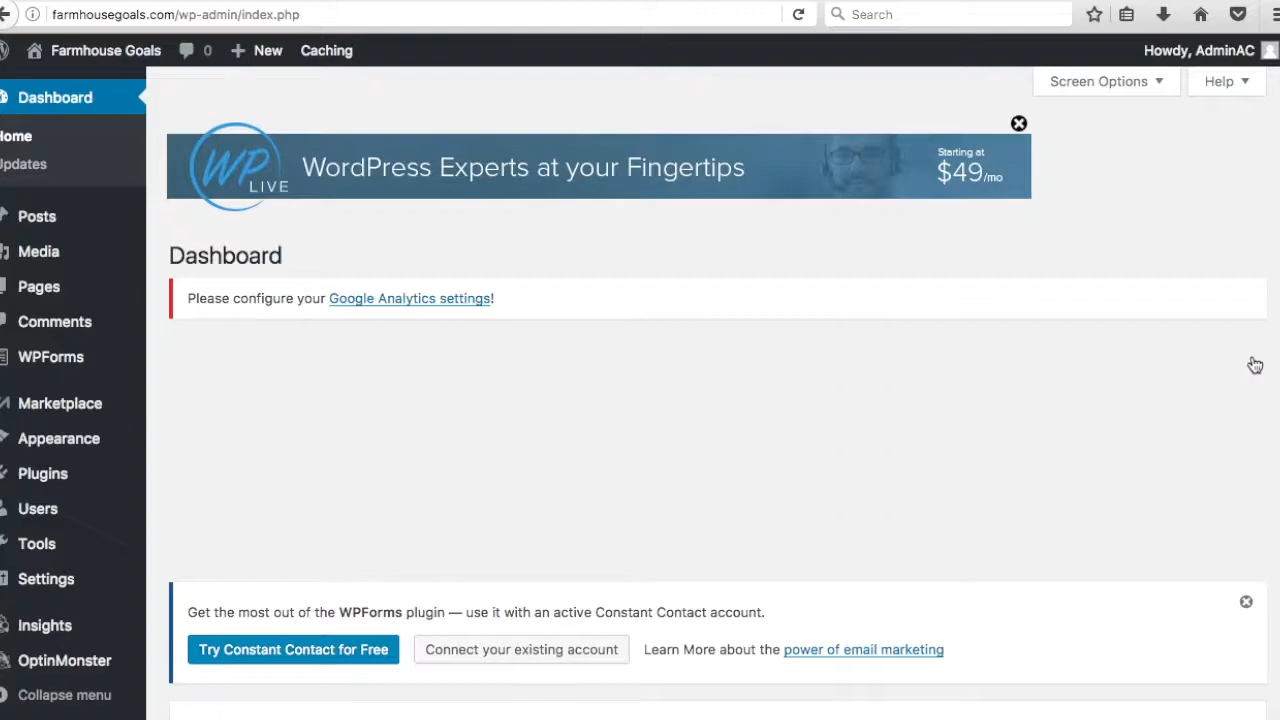 farmhousegoals.com/wp-admin/index.php
Search
Farmhouse Goals 0 New Caching
Howdy, AdminAC
Screen Options
Help
Dashboard
Home
Updates
Posts
Media
Pages
Comments
WPForms
Marketplace
Appearance
Plugins
Users
Tools
Settings
Insights
OptinMonster
Collapse menu
WP
LIVE
WordPress Experts at your Fingertips
Starting at
$49/mo
Dashboard
Please configure your Google Analytics settings!
Get the most out of the WPForms plugin — use it with an active Constant Contact account.
Try Constant Contact for Free
Connect your existing account
Learn More about the power of email marketing